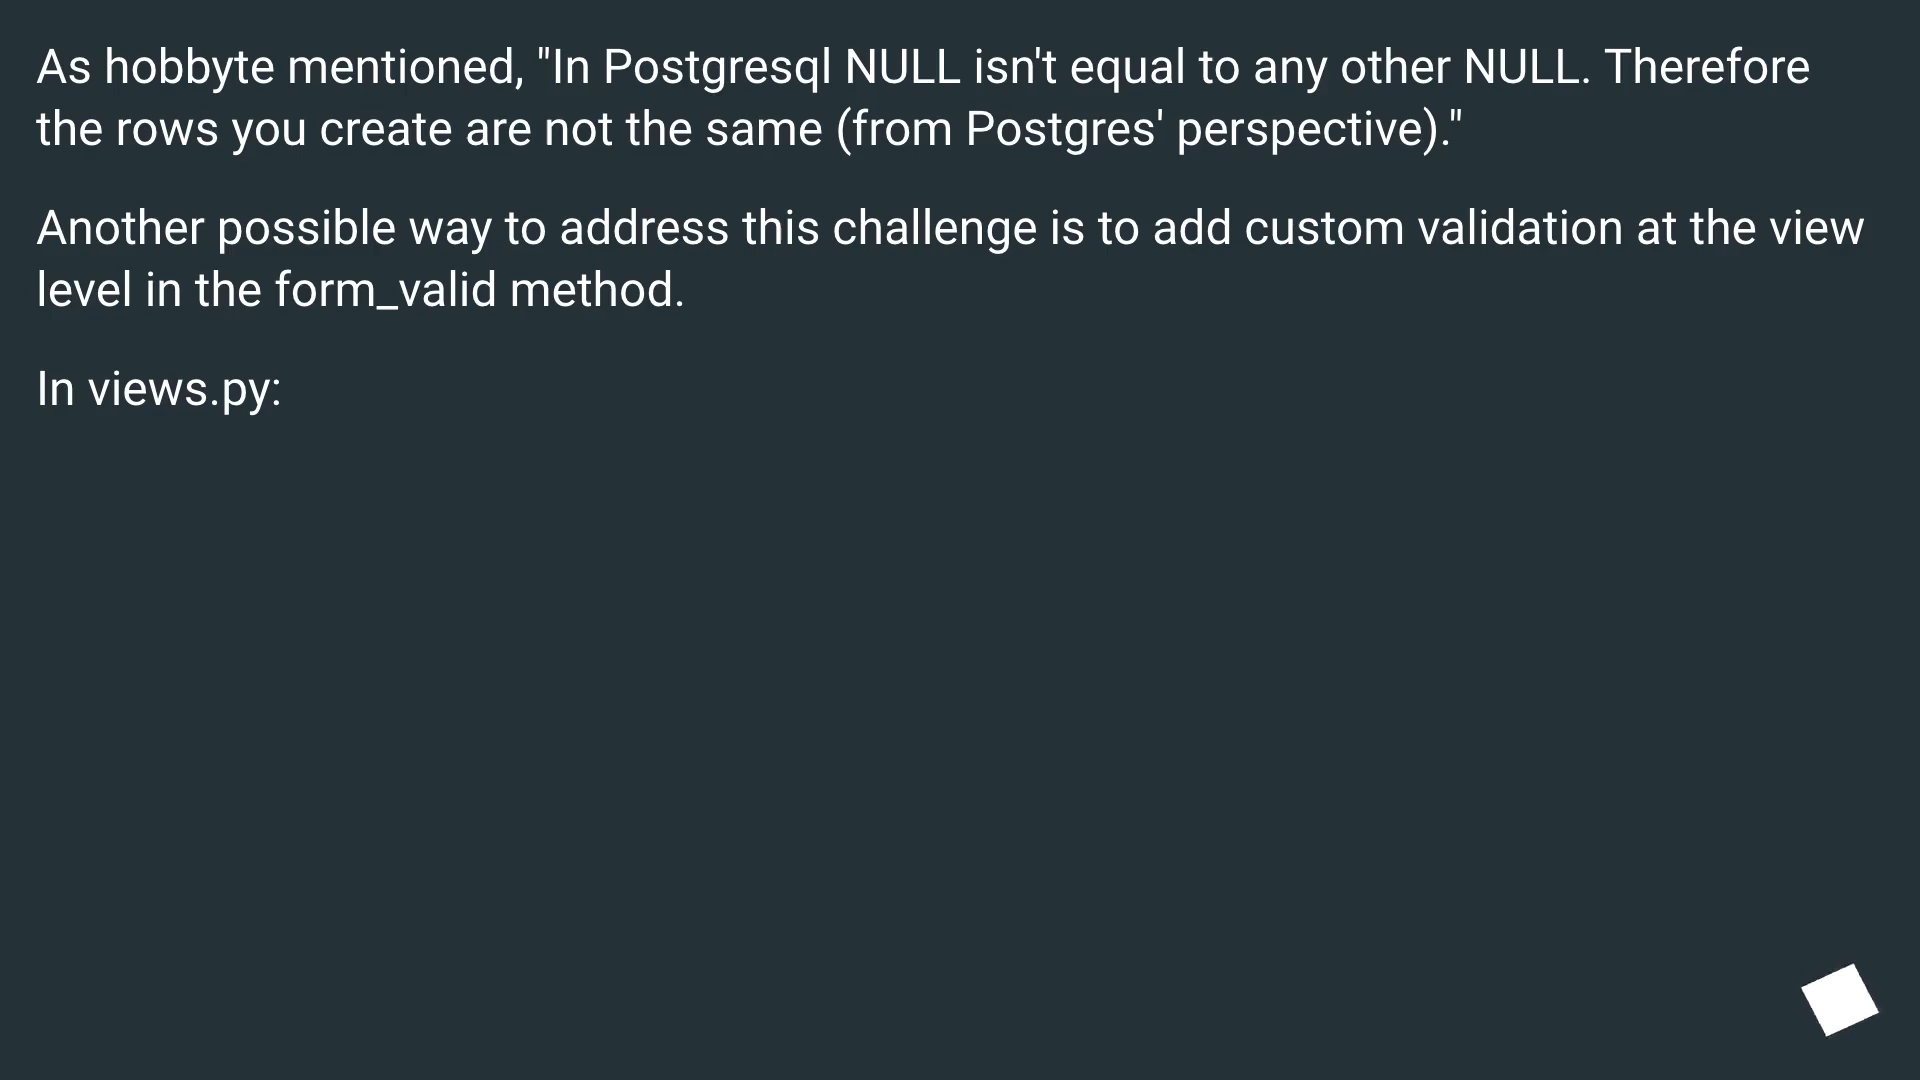 As hobbyte mentioned, "In Postgresql NULL isn't equal to any other NULL. Therefore
the rows you create are not the same (from Postgres' perspective)."
Another possible way to address this challenge is to add custom validation at the view
level in the form_valid method.
In views.py: